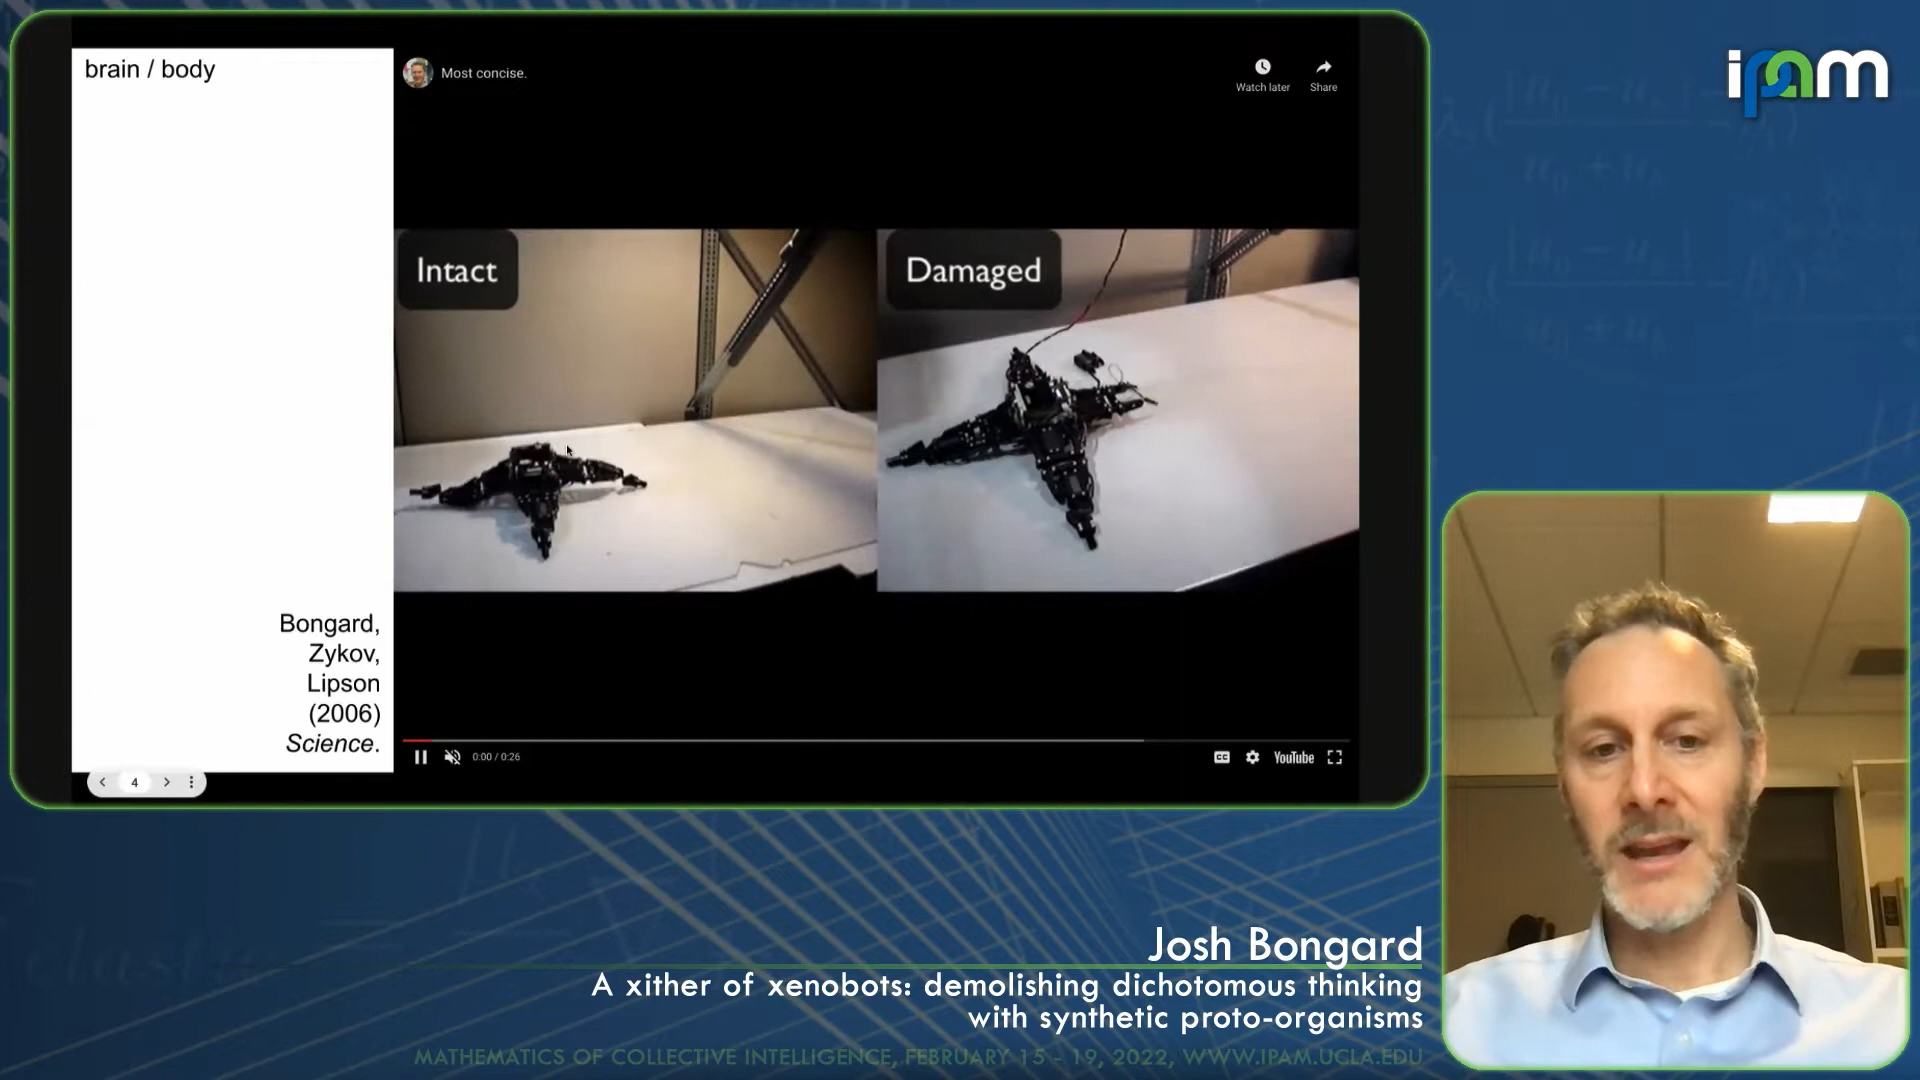 brain / body
Most concise.
Watch later
Share
ipam
Intact
Damaged
Bongard,
Zykov,
Lipson
(2006)
Science.
0:00 / 0:26
CC
YouTube
4
Josh Bongard
A xither of xenobots: demolishing dichotomous thinking
with synthetic proto-organisms
MATHEMATICS OF COLLECTIVE INTELLIGENCE, FEBRUARY 15 - 19, 2022, WWW.IPAM.UCLA.EDU